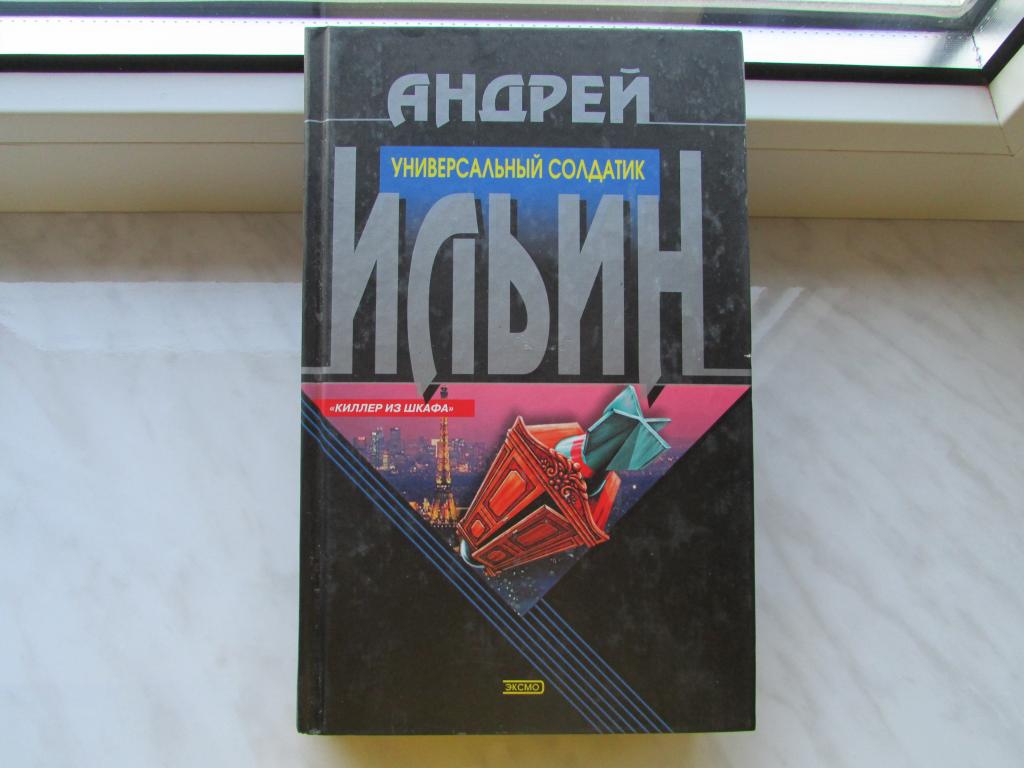 АНДРЕЙ
УНИВЕРСАЛЬНЫЙ СОЛДАТИК
ИЛЬИН
«КИЛЛЕР ИЗ ШКАФА»
ЭКСМО